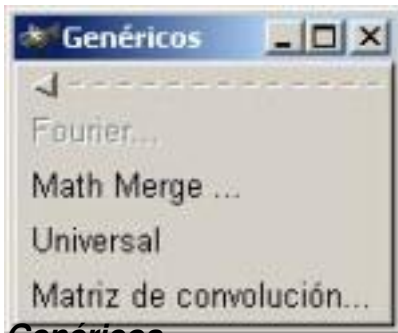 Genéricos
Fourier...
Math Merge ...
Universal
Matriz de convolución...
Genéricos